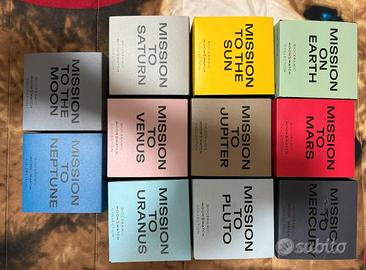 MISSION
TO
SATURN
MISSION
TO THE
SUN
MISSION
ON
EARTH
MISSION
TO THE
MOON
MISSION
TO
VENUS
MISSION
TO
JUPITER
MISSION
TO
MARS
MISSION
TO
NEPTUNE
MISSION
TO
URANUS
MISSION
TO
PLUTO
MISSION
TO
MERCURY
subito